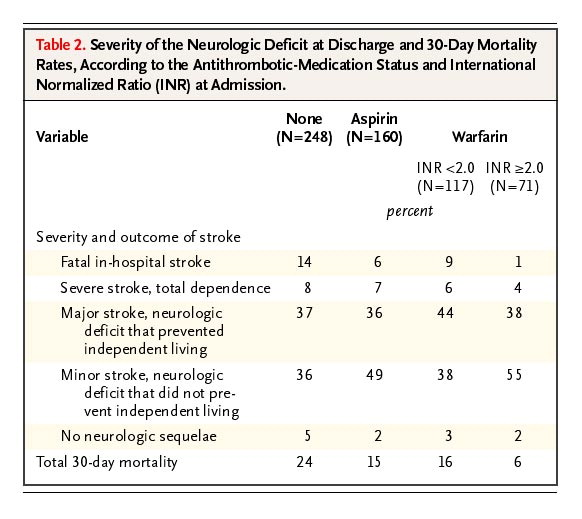 Table 2. Severity of the Neurologic Deficit at Discharge and 30-Day Mortality
Rates, According to the Antithrombotic-Medication Status and International
Normalized Ratio (INR) at Admission.
Variable None (N=248) Aspirin (N=160) Warfarin
INR <2.0 (N=117) INR ≥2.0 (N=71)
percent
Severity and outcome of stroke
Fatal in-hospital stroke 14 6 9 1
Severe stroke, total dependence 8 7 6 4
Major stroke, neurologic 37 36 44 38
deficit that prevented
independent living
Minor stroke, neurologic 36 49 38 55
deficit that did not pre-
vent independent living
No neurologic sequelae 5 2 3 2
Total 30-day mortality 24 15 16 6